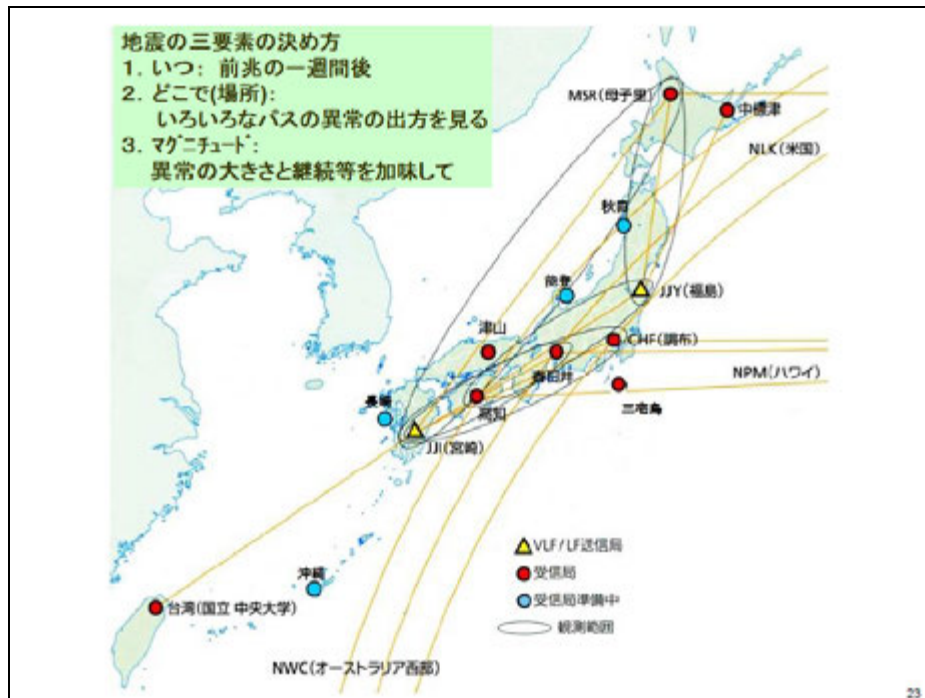 地震の三要素の決め方
1. いつ: 前兆の一週間後
2. どこで(場所):
いろいろなパスの異常の出方を見る
3. マグニチュード:
異常の大きさと継続等を加味して
MSR(母子里)
中標津
NLK(米国)
秋田
能登
JJY(福島)
津山
CHF(調布)
春日井
NPM(ハワイ)
長崎
高知
三宅島
JJI(宮崎)
VLF/LF送信局
受信局
沖縄
受信局準備中
台湾(国立 中央大学)
観測範囲
NWC(オーストラリア西部)
23